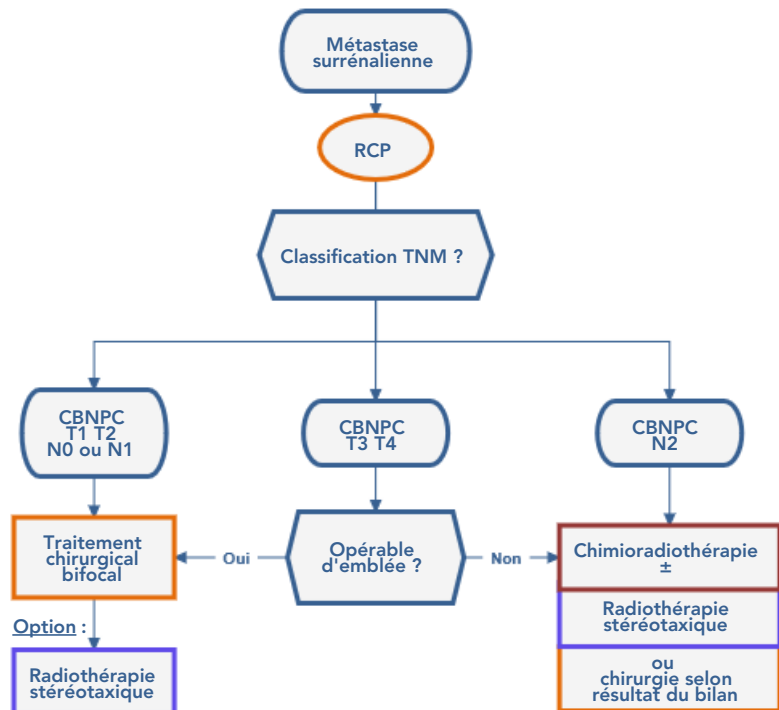 Métastase
surrénalienne
RCP
Classification TNM ?
CBNPC
T1 T2
N0 ou N1
CBNPC
T3 T4
CBNPC
N2
Traitement
chirurgical
bifocal
Oui
Opérable
d'emblée ?
Non
Chimioradiothérapie
±
Radiothérapie
stéréotaxique
ou
chirurgie selon
résultat du bilan
Option :
Radiothérapie
stéréotaxique